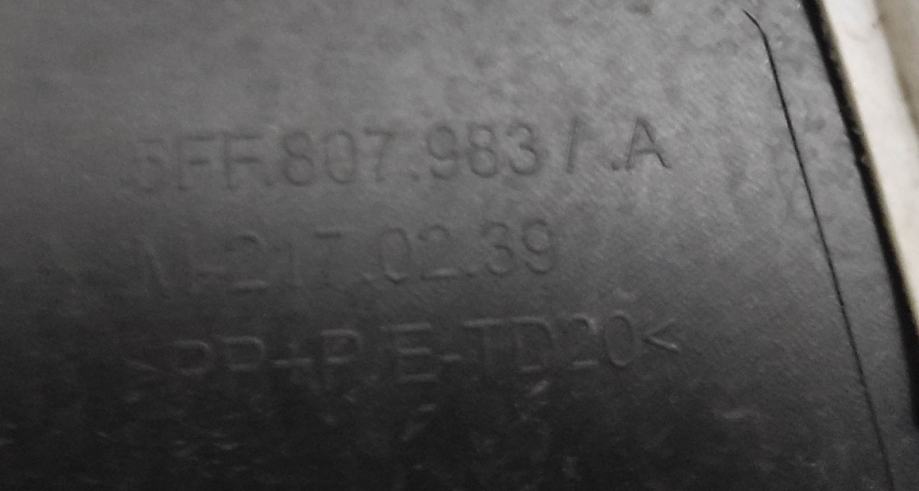 5FF.807.983 / .A
M-217.02.39
>PP+P/E-TD20<